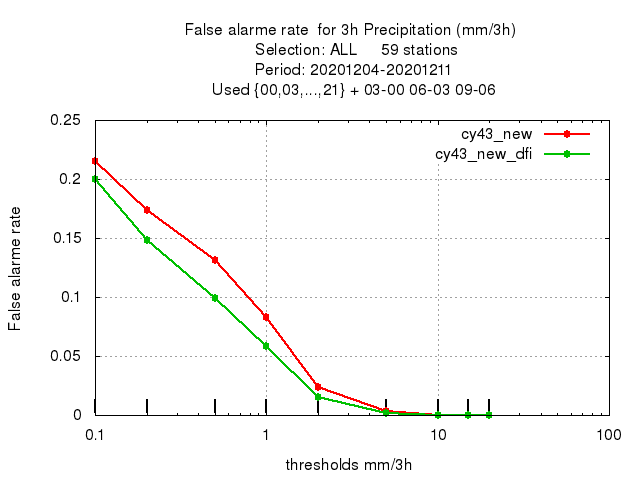 False alarme rate  for 3h Precipitation (mm/3h)
Selection: ALL     59 stations
Period: 20201204-20201211
Used {00,03,...,21} + 03-00 06-03 09-06
cy43_new
cy43_new_dfi
0.25
0.2
0.15
0.1
0.05
0
False alarme rate
0.1
1
10
100
thresholds mm/3h